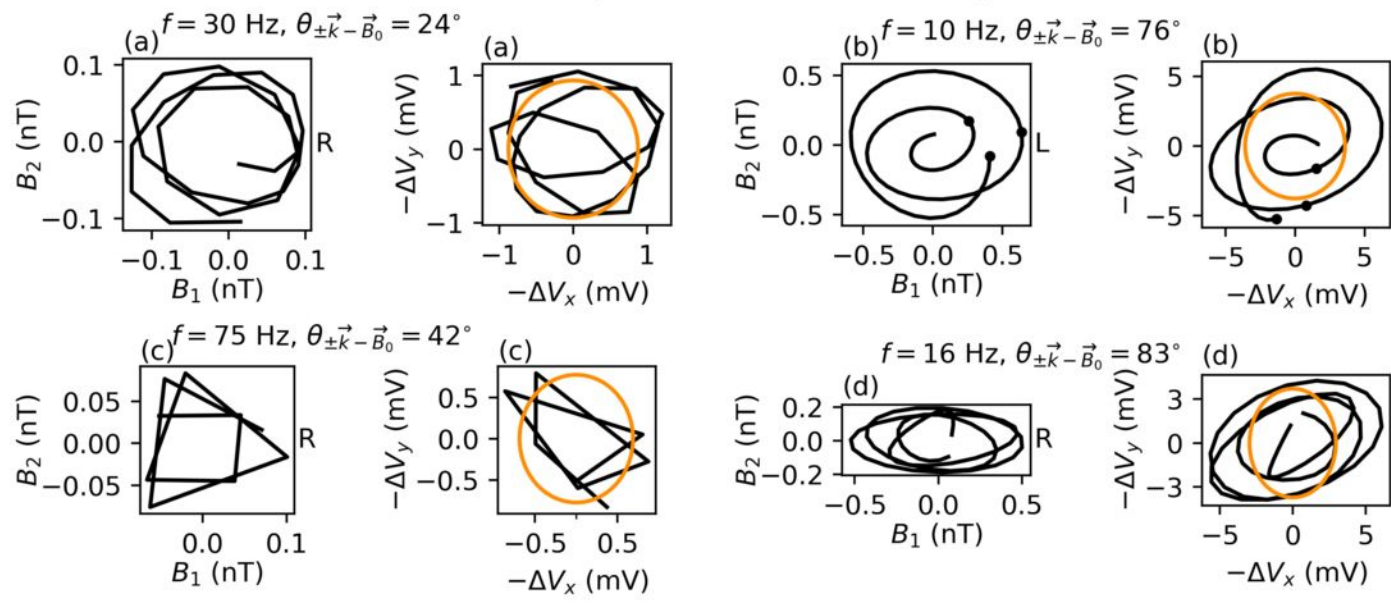 f = 30 Hz, θ±k⃗−B⃗₀ = 24°
(a)
0.1
0.0
−0.1
B₂ (nT)
−0.1 0.0 0.1
B₁ (nT)
R
(a)
1
0
−1
−ΔVy (mV)
−1 0 1
−ΔVx (mV)
f = 10 Hz, θ±k⃗−B⃗₀ = 76°
(b)
0.5
0.0
−0.5
B₂ (nT)
−0.5 0.0 0.5
B₁ (nT)
L
(b)
5
0
−5
−ΔVy (mV)
−5 0 5
−ΔVx (mV)
f = 75 Hz, θ±k⃗−B⃗₀ = 42°
(c)
0.05
0.00
−0.05
B₂ (nT)
0.0 0.1
B₁ (nT)
R
(c)
0.5
0.0
−0.5
−ΔVy (mV)
−0.5 0.5
−ΔVx (mV)
f = 16 Hz, θ±k⃗−B⃗₀ = 83°
(d)
0.2
0.0
−0.2
B₂ (nT)
−0.5 0.0 0.5
B₁ (nT)
R
(d)
3
0
−3
−ΔVy (mV)
−5 0 5
−ΔVx (mV)